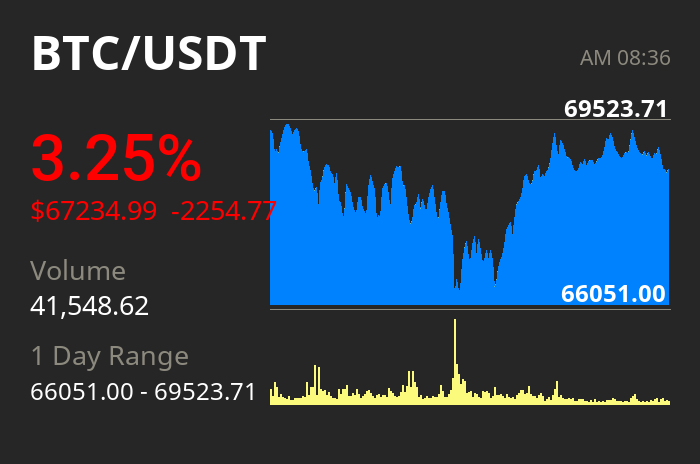 BTC/USDT
AM 08:36
69523.71
3.25%
$67234.99 -2254.77
Volume
66051.00
41,548.62
1 Day Range
66051.00 - 69523.71